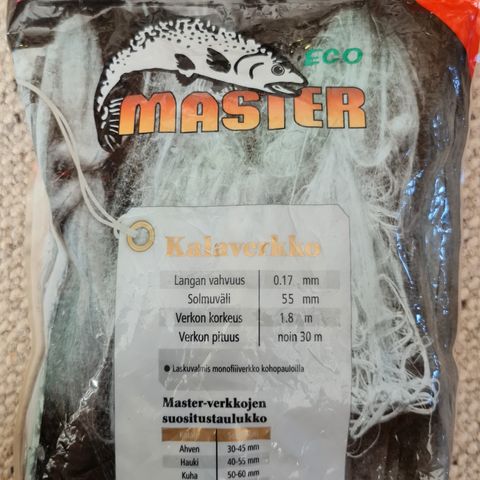 ECO
MASTER
Kalaverkko
Langan vahvuus 0.17 mm
Solmuväli 55 mm
Verkon korkeus 1.8 m
Verkon pituus noin 30 m
● Laskuvalmis monofiiliverkko kohopauloilla
Master-verkkojen
suositustaulukko
Ahven 30-45 mm
Hauki 40-55 mm
Kuha 50-60 mm